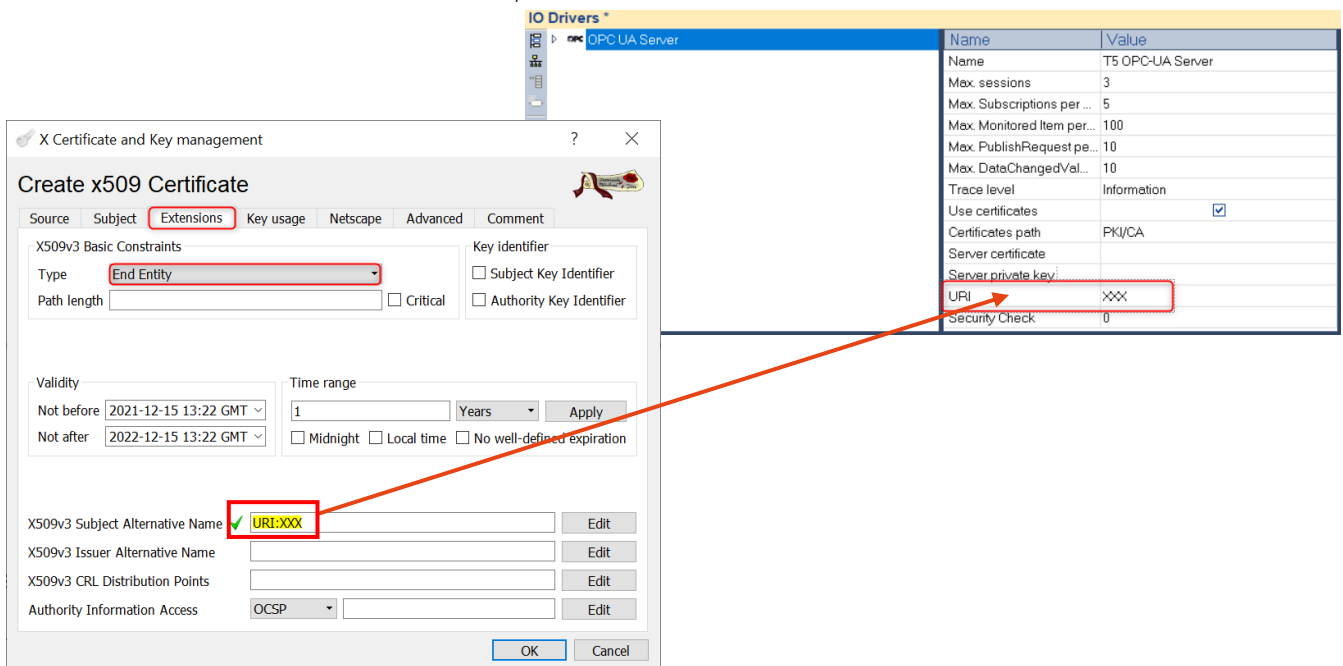 IO Drivers *
OPC OPC UA Server
Name Value
Name T5 OPC-UA Server
Max. sessions 3
Max. Subscriptions per ... 5
Max. Monitored Item per... 100
Max. PublishRequest pe... 10
Max. DataChangedVal... 10
Trace level Information
Use certificates
Certificates path PKI/CA
Server certificate
Server private key
URI XXX
Security Check 0
X Certificate and Key management ?
Create x509 Certificate
Source Subject Extensions Key usage Netscape Advanced Comment
X509v3 Basic Constraints
Key identifier
Type End Entity
Subject Key Identifier
Path length Critical
Authority Key Identifier
Validity
Time range
Not before 2021-12-15 13:22 GMT
1 Years Apply
Not after 2022-12-15 13:22 GMT
Midnight Local time No well-defined expiration
X509v3 Subject Alternative Name URI:XXX Edit
X509v3 Issuer Alternative Name Edit
X509v3 CRL Distribution Points Edit
Authority Information Access OCSP Edit
OK Cancel